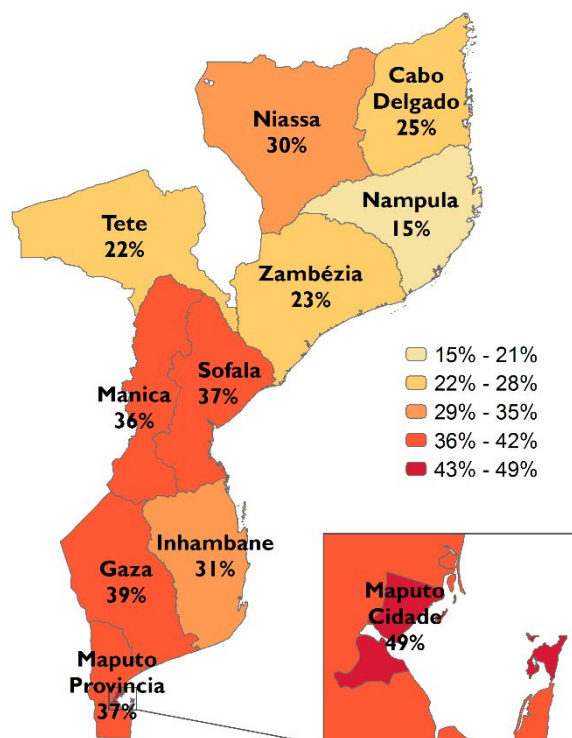 Cabo
Delgado
25%
Niassa
30%
Nampula
15%
Tete
22%
Zambézia
23%
Sofala
37%
Manica
36%
15% - 21%
22% - 28%
29% - 35%
36% - 42%
43% - 49%
Inhambane
31%
Gaza
39%
Maputo
Cidade
49%
Maputo
Provincia
37%